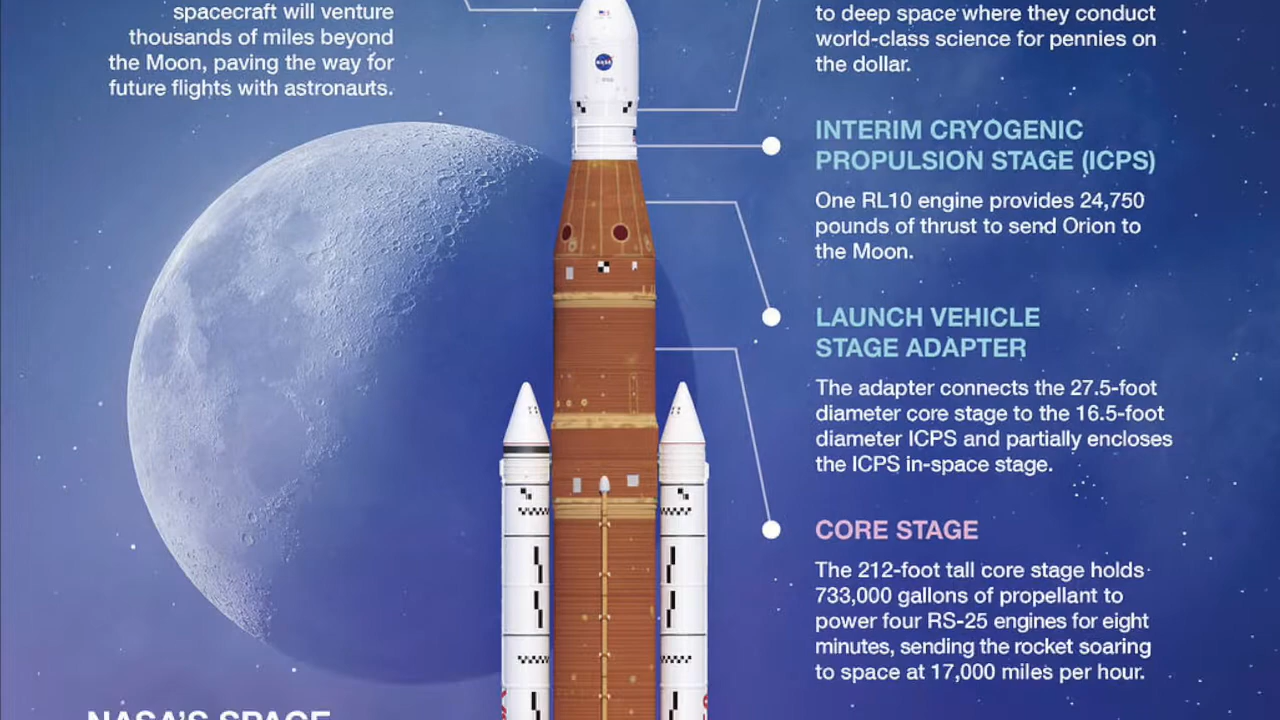 spacecraft will venture
thousands of miles beyond
the Moon, paving the way for
future flights with astronauts.
to deep space where they conduct
world-class science for pennies on
the dollar.
NASA
INTERIM CRYOGENIC
PROPULSION STAGE (ICPS)
One RL10 engine provides 24,750
pounds of thrust to send Orion to
the Moon.
LAUNCH VEHICLE
STAGE ADAPTER
The adapter connects the 27.5-foot
diameter core stage to the 16.5-foot
diameter ICPS and partially encloses
the ICPS in-space stage.
CORE STAGE
The 212-foot tall core stage holds
733,000 gallons of propellant to
power four RS-25 engines for eight
minutes, sending the rocket soaring
to space at 17,000 miles per hour.
NASA'S SPACE